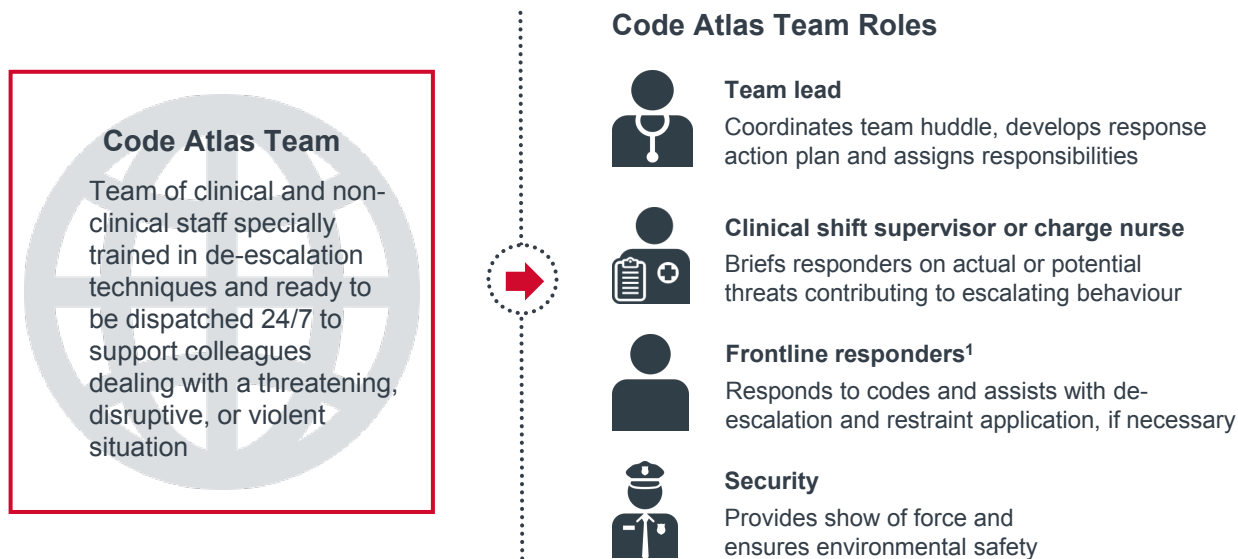 Code Atlas Team
Team of clinical and non-
clinical staff specially
trained in de-escalation
techniques and ready to
be dispatched 24/7 to
support colleagues
dealing with a threatening,
disruptive, or violent
situation
Code Atlas Team Roles
Team lead
Coordinates team huddle, develops response
action plan and assigns responsibilities
Clinical shift supervisor or charge nurse
Briefs responders on actual or potential
threats contributing to escalating behaviour
Frontline responders¹
Responds to codes and assists with de-
escalation and restraint application, if necessary
Security
Provides show of force and
ensures environmental safety